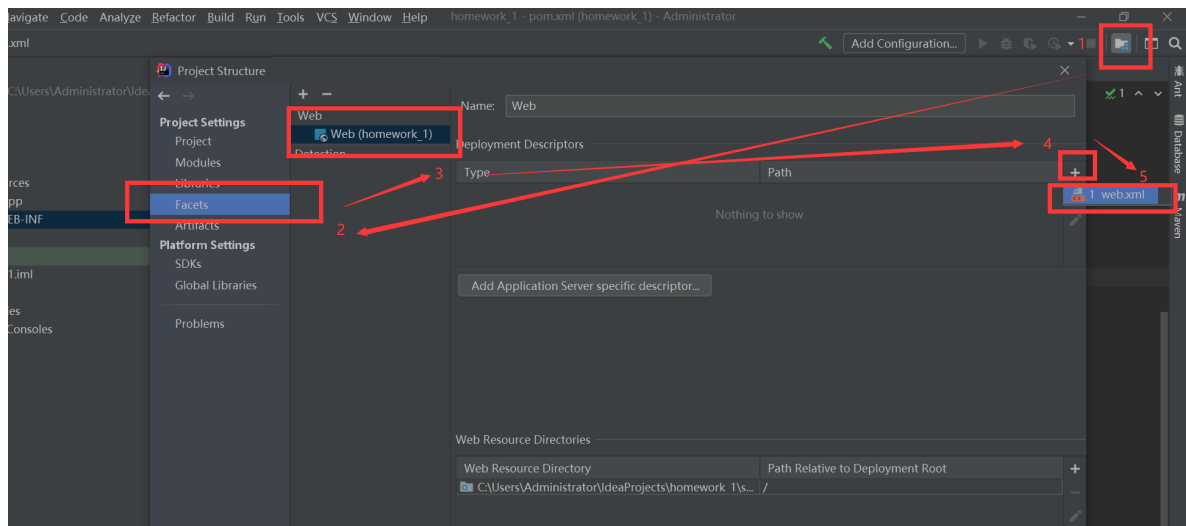 Navigate Code Analyze Refactor Build Run Tools VCS Window Help homework_1 - pom.xml (homework_1) - Administrator
.xml
Add Configuration...
1
Project Structure
C:\Users\Administrator\Idea
Project Settings
Project
Modules
Libraries
Facets
Artifacts
Platform Settings
SDKs
Global Libraries
Problems
rces
pp
EB-INF
1.iml
es
Consoles
Web
Web (homework_1)
Detection
2
3
Name: Web
Deployment Descriptors
4
Type Path
Nothing to show
5
1 web.xml
Add Application Server specific descriptor...
Web Resource Directories
Web Resource Directory Path Relative to Deployment Root
C:\Users\Administrator\IdeaProjects\homework_1\s... /
1
Ant
Database
m Maven